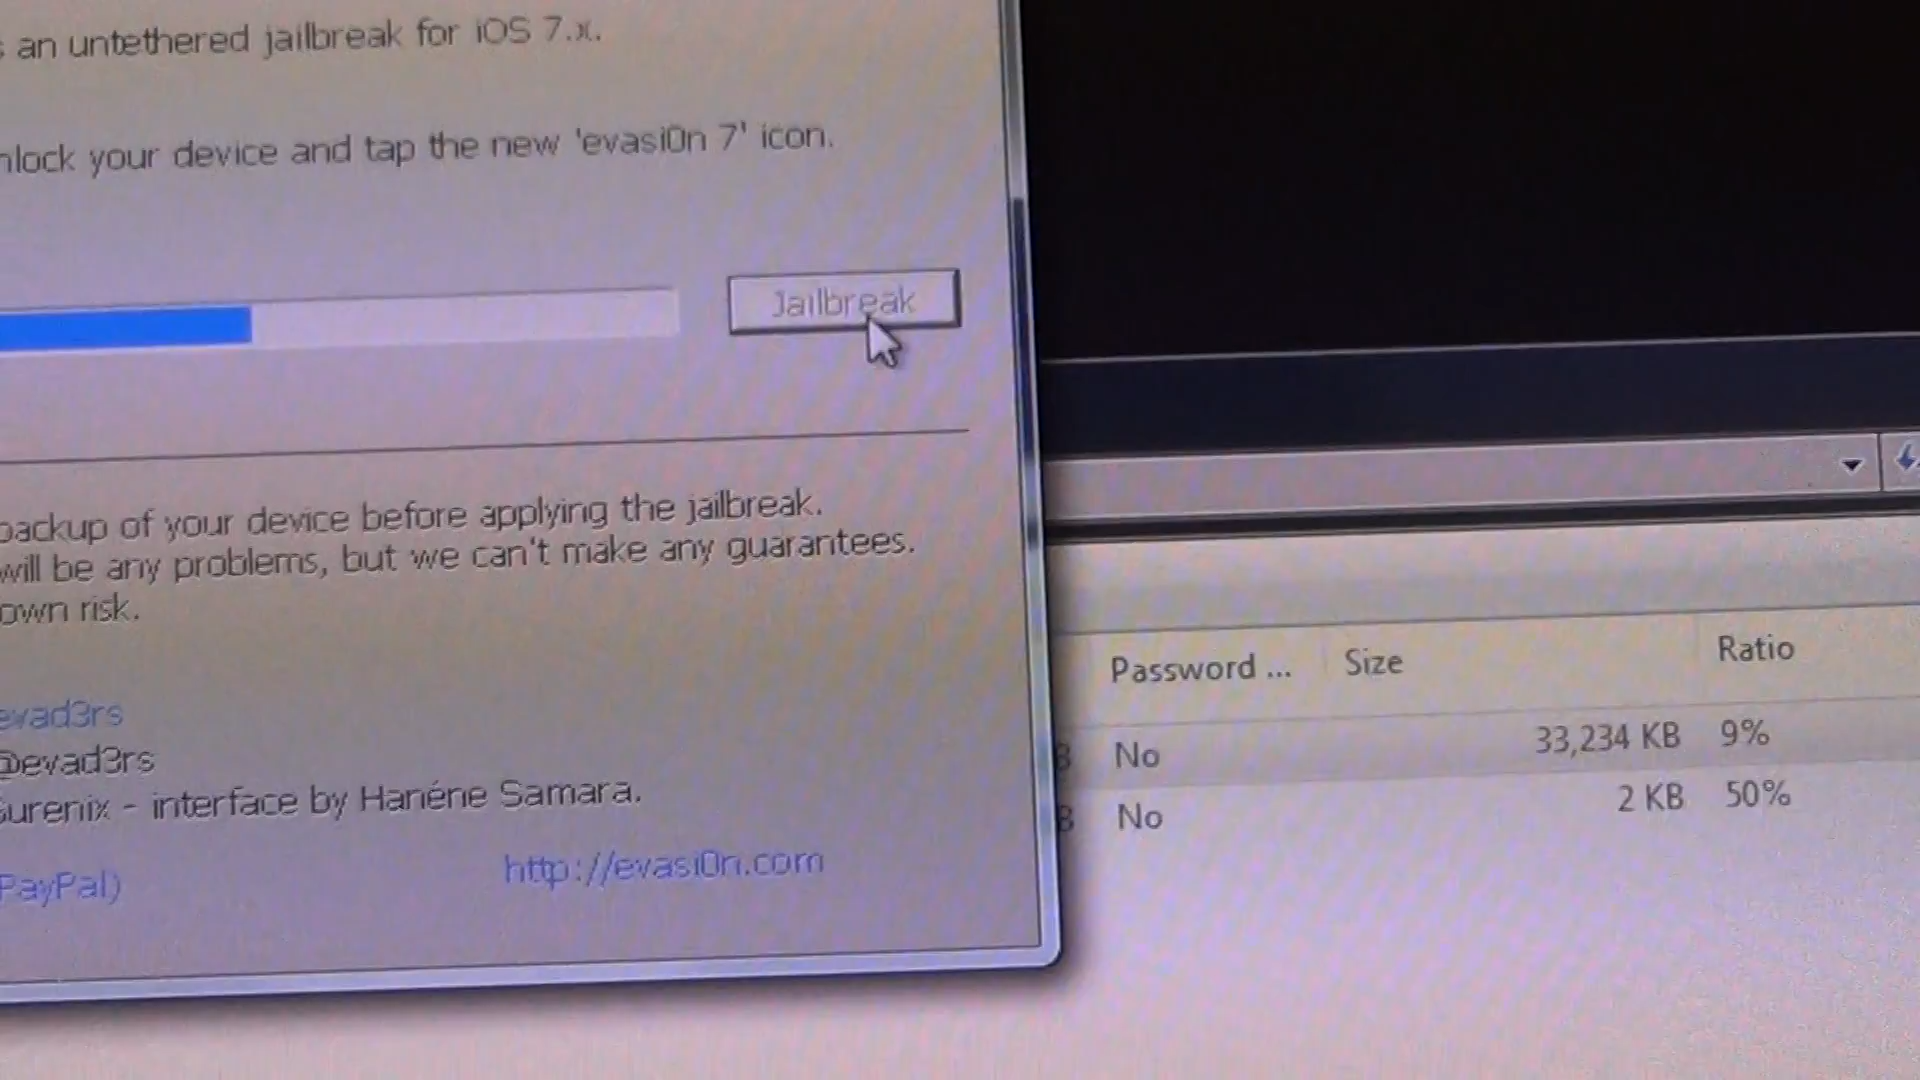 an untethered jailbreak for iOS 7.x.
unlock your device and tap the new 'evasi0n 7' icon.
Jailbreak
backup of your device before applying the jailbreak.
will be any problems, but we can't make any guarantees.
own risk.
evad3rs
@evad3rs
Surenix - interface by Hanéne Samara.
PayPal)
http://evasi0n.com
Password ... Size Ratio
No 33,234 KB 9%
No 2 KB 50%